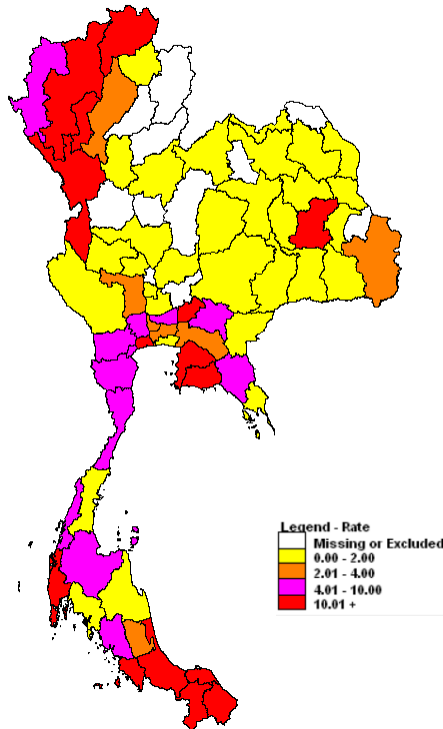 Legend - Rate
Missing or Excluded
0.00 - 2.00
2.01 - 4.00
4.01 - 10.00
10.01 +